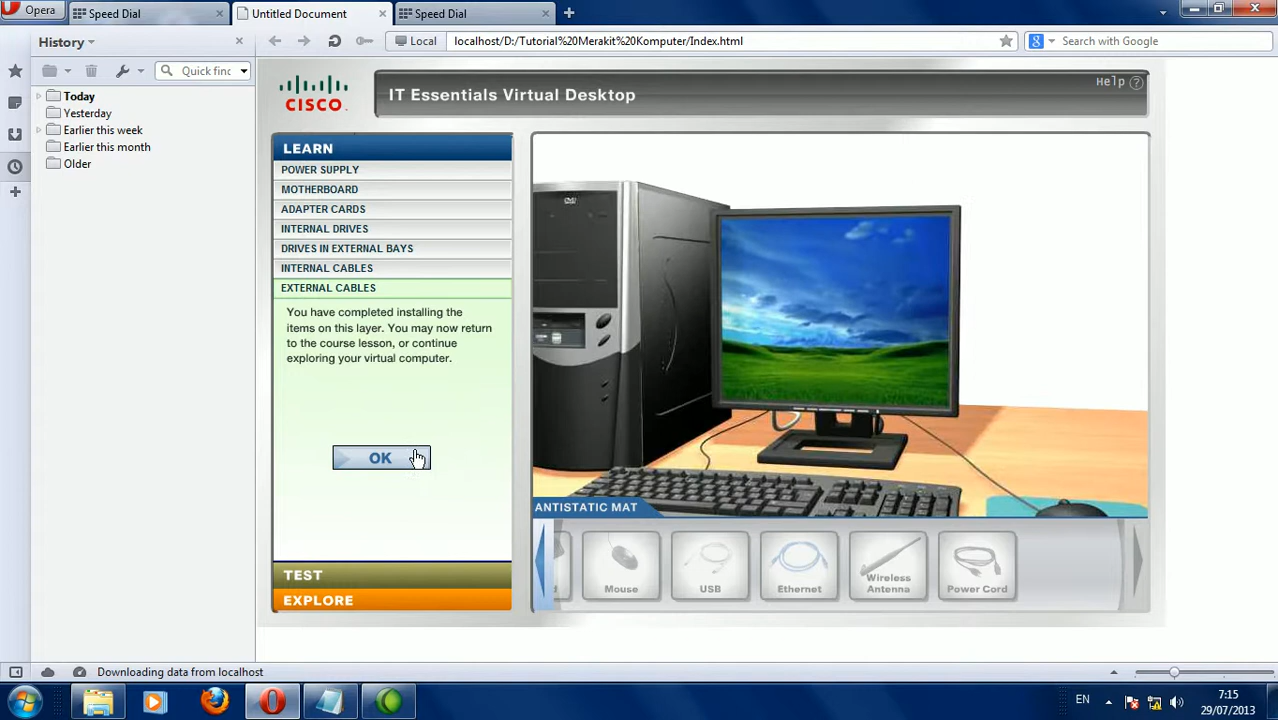 Opera
Speed Dial
Untitled Document
Speed Dial
History
Local
localhost/D:/Tutorial%20Merakit%20Komputer/Index.html
Search with Google
Quick finc
Today
Yesterday
Earlier this week
Earlier this month
Older
CISCO
IT Essentials Virtual Desktop
Help ?
LEARN
POWER SUPPLY
MOTHERBOARD
ADAPTER CARDS
INTERNAL DRIVES
DRIVES IN EXTERNAL BAYS
INTERNAL CABLES
EXTERNAL CABLES
You have completed installing the
items on this layer. You may now return
to the course lesson, or continue
exploring your virtual computer.
OK
TEST
EXPLORE
ANTISTATIC MAT
d
Mouse
USB
Ethernet
Wireless
Antenna
Power Cord
Downloading data from localhost
EN
7:15
29/07/2013